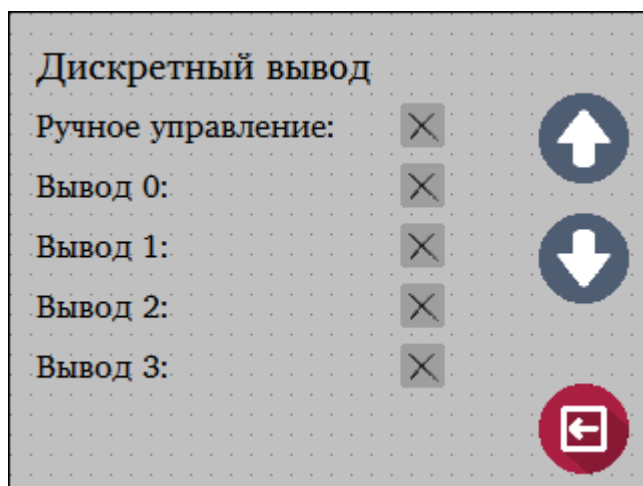 Дискретный вывод
Ручное управление:
Вывод 0:
Вывод 1:
Вывод 2:
Вывод 3: